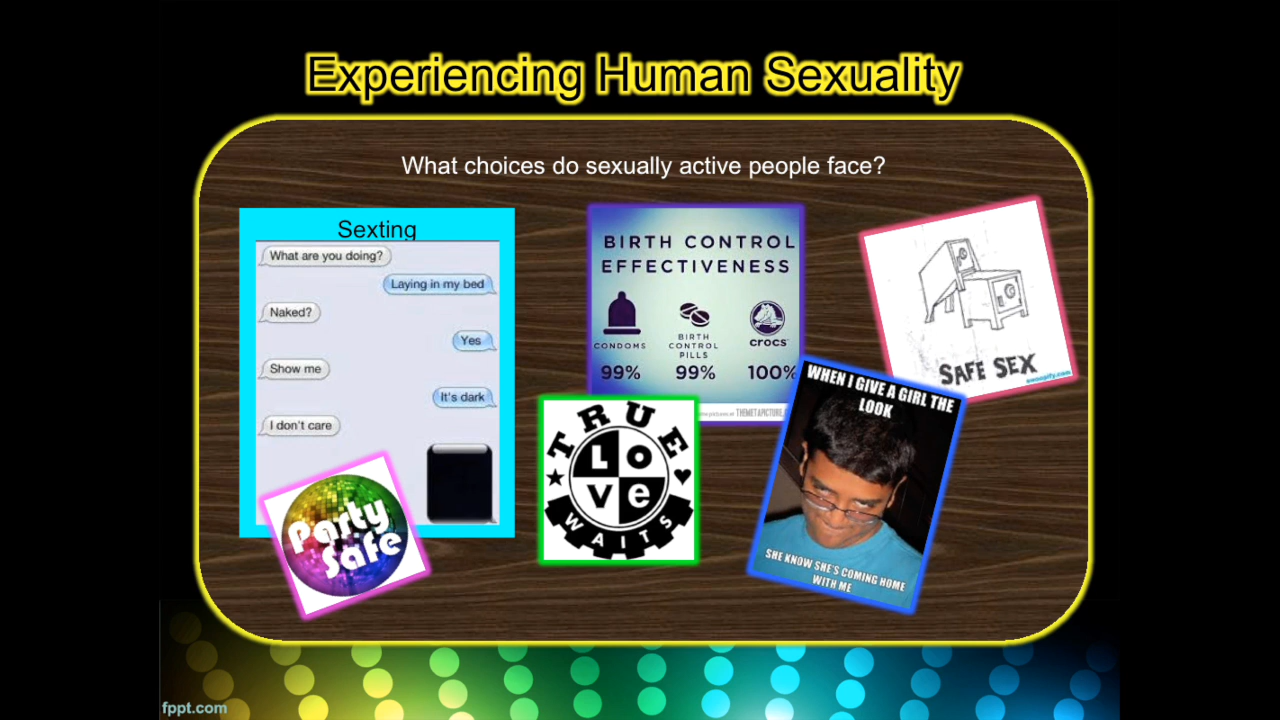 Experiencing Human Sexuality
What choices do sexually active people face?
Sexting
What are you doing?
Laying in my bed
Naked?
Yes
Show me
It's dark
I don't care
Party
Safe
BIRTH CONTROL
EFFECTIVENESS
CONDOMS
99%
BIRTH
CONTROL
PILLS
99%
crocs
100%
THEMETAPICTURE
TRUE
LOVE
WAITS
SAFE SEX
WHEN I GIVE A GIRL THE
LOOK
SHE KNOW SHE'S COMING HOME
WITH ME
fppt.com